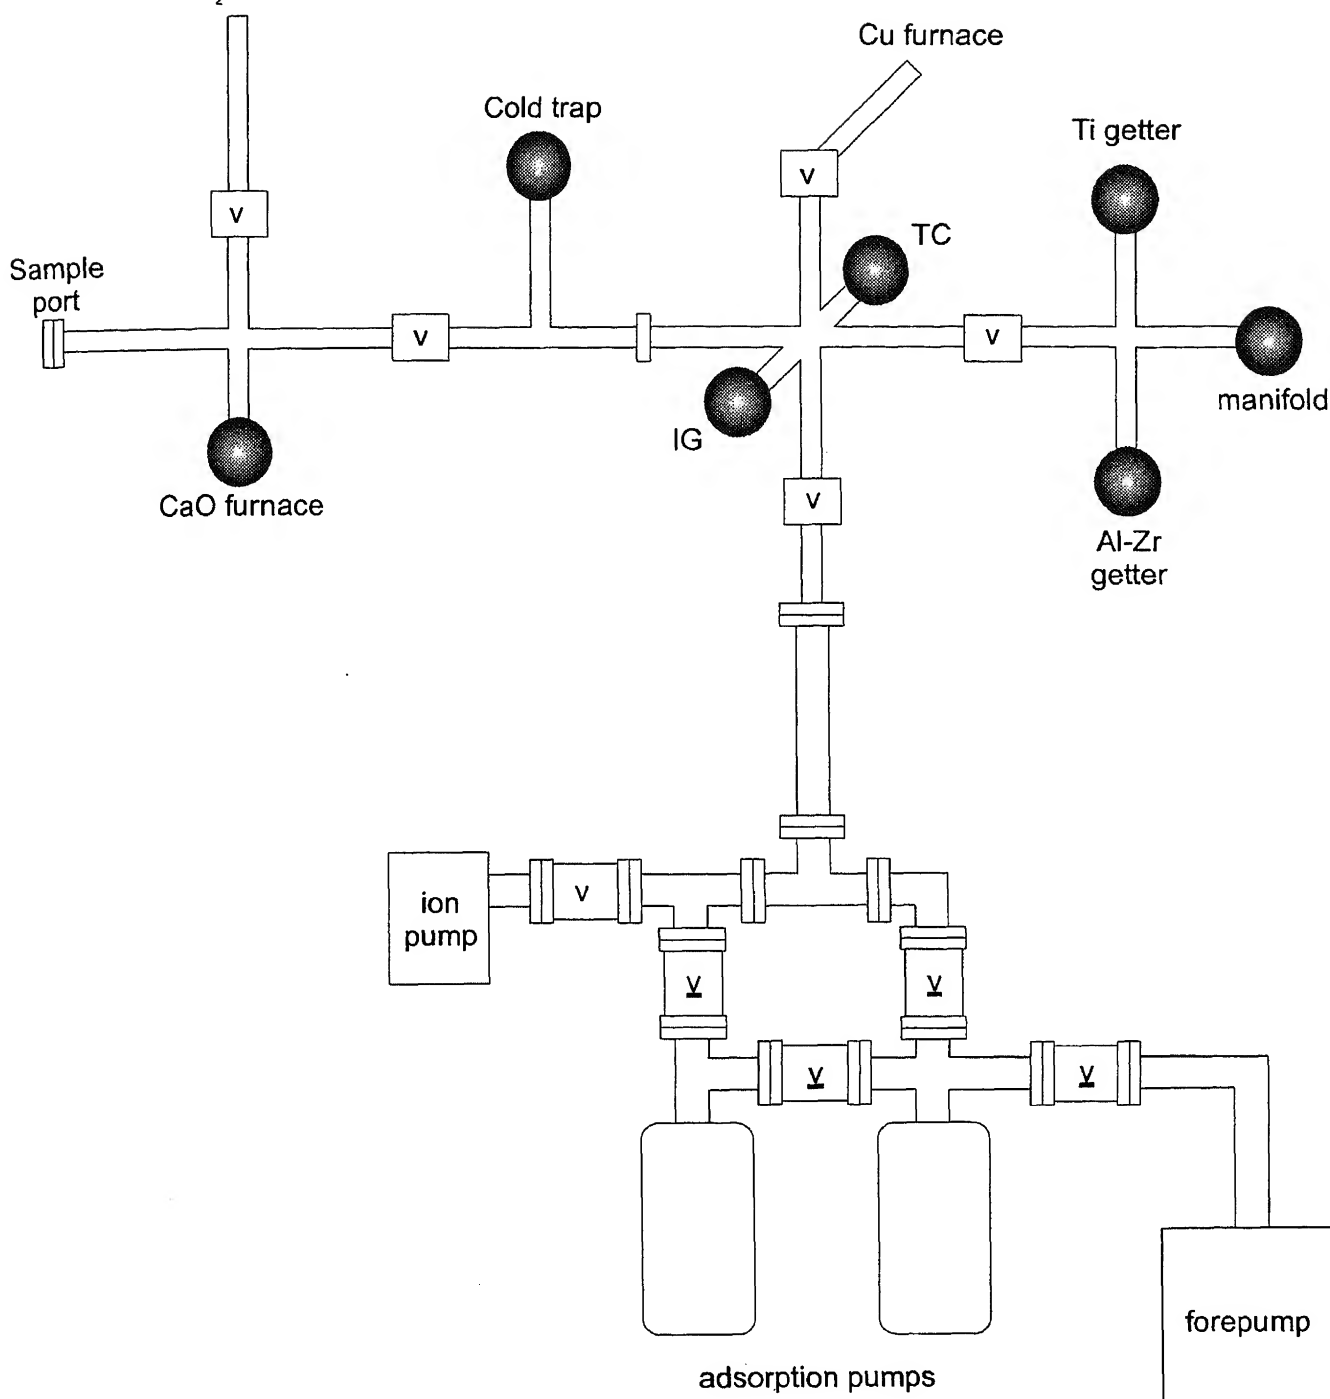 2
Cu furnace
Cold trap
Ti getter
V
V
TC
Sample
port
V
V
manifold
IG
CaO furnace
V
Al-Zr
getter
ion
pump
V
V
V
V
V
forepump
adsorption pumps